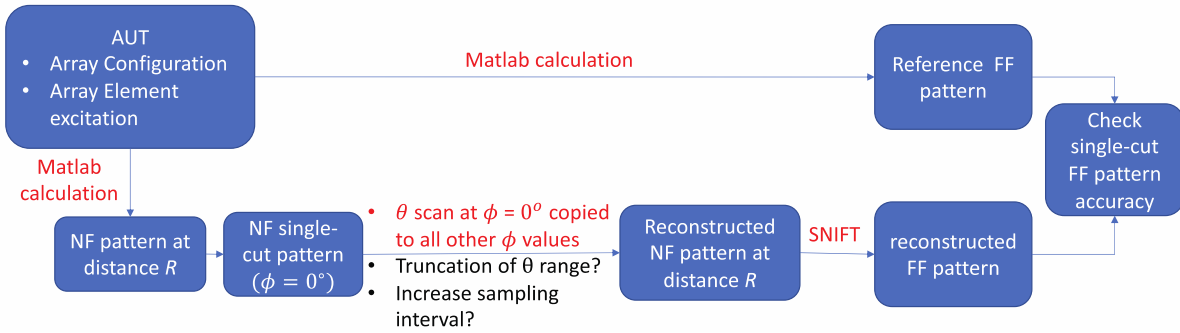 AUT
• Array Configuration
• Array Element
excitation
Matlab calculation
Reference FF
pattern
Check
single-cut
FF pattern
accuracy
Matlab
calculation
NF pattern at
distance R
NF single-
cut pattern
(ϕ = 0°)
• θ scan at ϕ = 0ᵒ copied
to all other ϕ values
• Truncation of θ range?
• Increase sampling
interval?
Reconstructed
NF pattern at
distance R
SNIFT
reconstructed
FF pattern